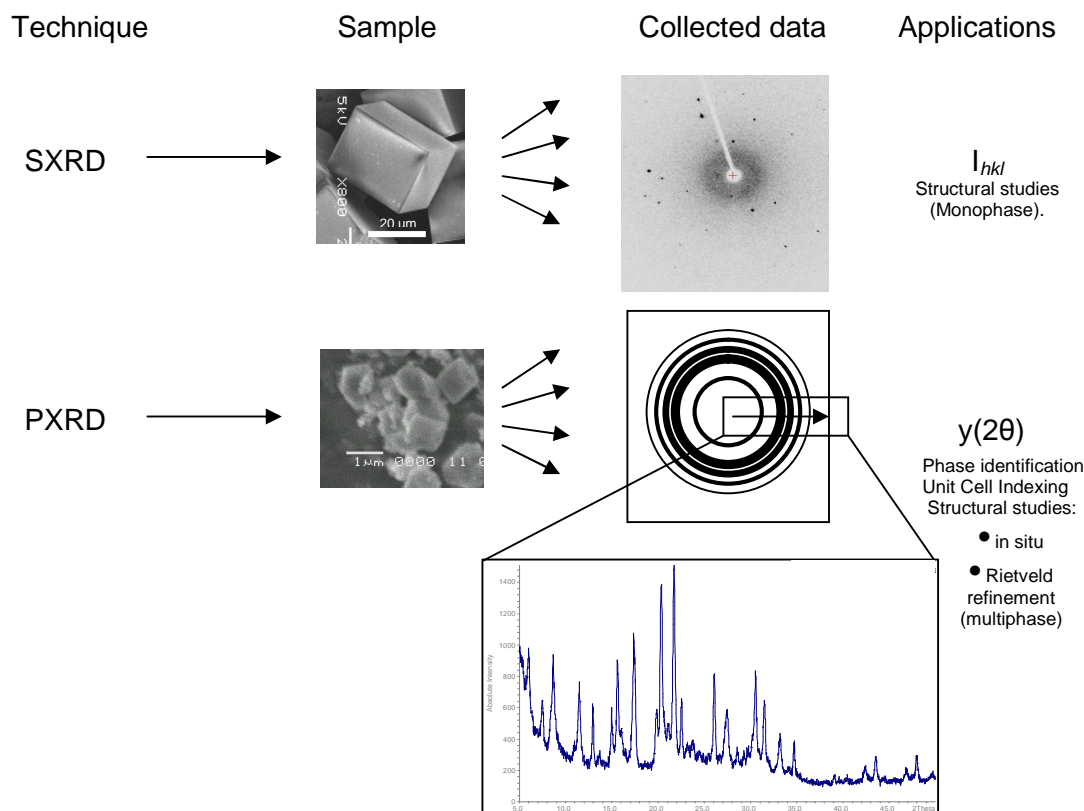 Technique Sample Collected data Applications
SXRD
5kU
X800
20 um
I hkl
Structural studies
(Monophase).
PXRD
1μm 0000 11 0
y(2θ)
Phase identification
Unit Cell Indexing
Structural studies:
• in situ
• Rietveld
refinement
(multiphase)
Absolute Intensity
1400
1200
1000
800
600
400
200
0
5.0 10.0 15.0 20.0 25.0 30.0 35.0 40.0 45.0 2Theta